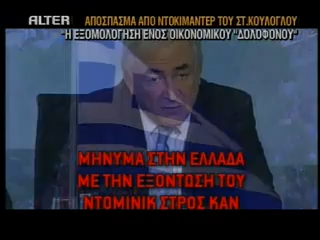 ALTER
ΑΠΟΣΠΑΣΜΑ ΑΠΟ ΝΤΟΚΙΜΑΝΤΕΡ ΤΟΥ ΣΤ.ΚΟΥΛΟΓΛΟΥ
"Η ΕΞΟΜΟΛΟΓΗΣΗ ΕΝΟΣ ΟΙΚΟΝΟΜΙΚΟΥ "ΔΟΛΟΦΟΝΟΥ"
ΜΗΝΥΜΑ ΣΤΗΝ ΕΛΛΑΔΑ
ΜΕ ΤΗΝ ΕΞΟΝΤΩΣΗ ΤΟΥ
ΝΤΟΜΙΝΙΚ ΣΤΡΟΣ ΚΑΝ